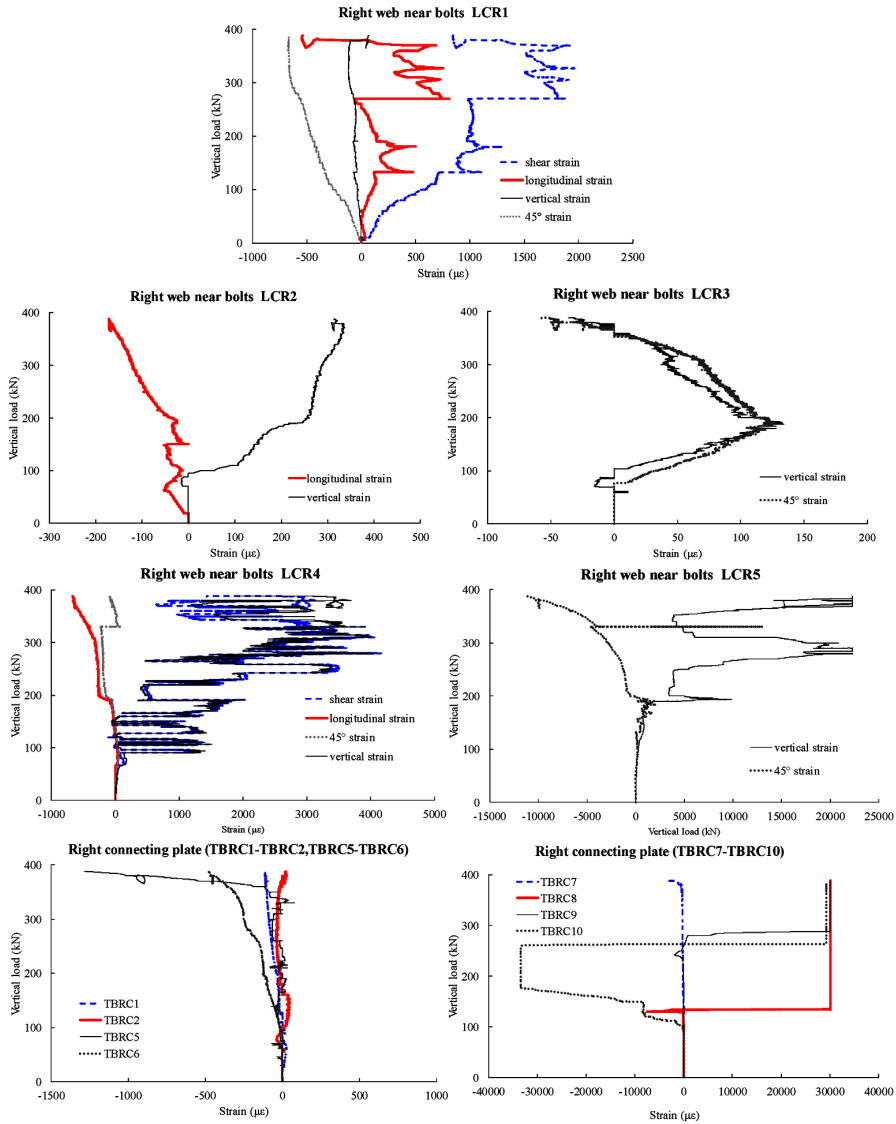 Right web near bolts LCR1
400
300
200
100
0
Vertical load (kN)
shear strain
longitudinal strain
vertical strain
45° strain
-1000 -500 0 500 1000 1500 2000 2500
Strain (με)
Right web near bolts LCR2
400
300
200
100
0
Vertical load (kN)
longitudinal strain
vertical strain
-300 -200 -100 0 100 200 300 400 500
Strain (με)
Right web near bolts LCR3
400
300
200
100
0
Vertical load (kN)
vertical strain
45° strain
-100 -50 0 50 100 150 200
Strain (με)
Right web near bolts LCR4
400
300
200
100
0
Vertical load (kN)
shear strain
longitudinal strain
45° strain
vertical strain
-1000 0 1000 2000 3000 4000 5000
Strain (με)
Right web near bolts LCR5
400
300
200
100
0
Vertical load (kN)
vertical strain
45° strain
-15000 -10000 -5000 0 5000 10000 15000 20000 25000
Vertical load (kN)
Right connecting plate (TBRC1-TBRC2,TBRC5-TBRC6)
400
300
200
100
0
Vertical load (kN)
TBRC1
TBRC2
TBRC5
TBRC6
-1500 -1000 -500 0 500 1000
Strain (με)
Right connecting plate (TBRC7-TBRC10)
400
300
200
100
0
Vertical load (kN)
TBRC7
TBRC8
TBRC9
TBRC10
-40000 -30000 -20000 -10000 0 10000 20000 30000 40000
Strain (με)